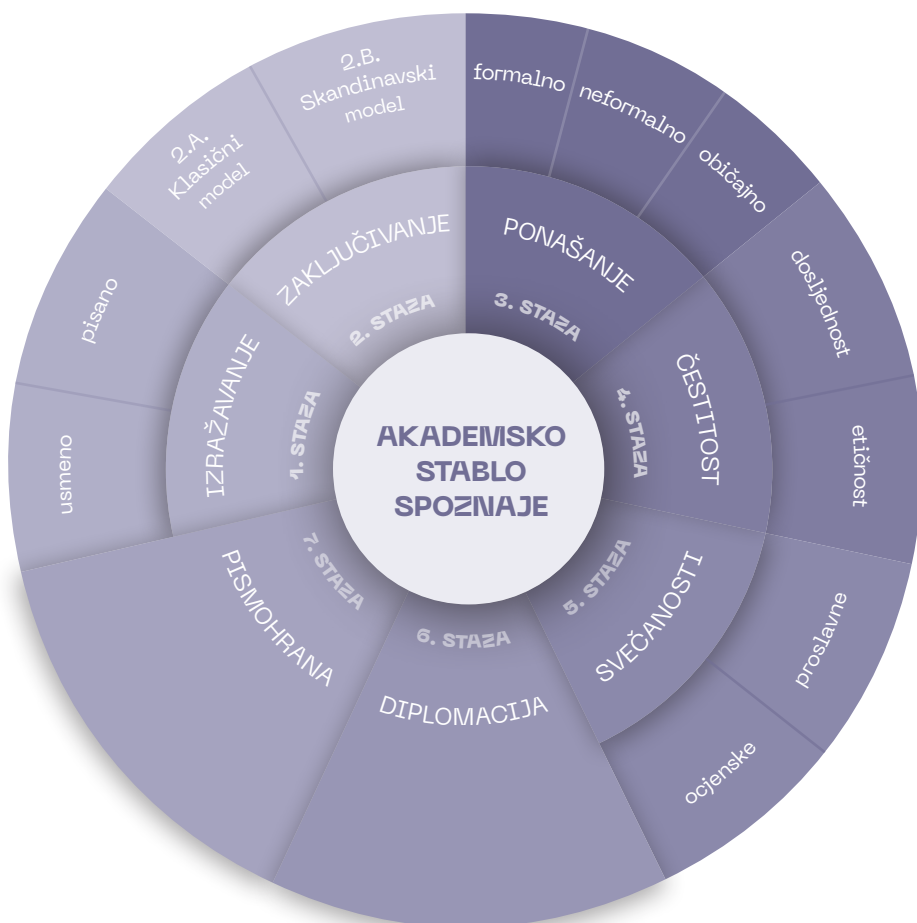 AKADEMSKO
STABLO
SPOZNAJE
1. STAZA
IZRAŽAVANJE
usmeno
pisano
2. STAZA
ZAKLJUČIVANJE
2.A.
Klasični
model
2.B.
Skandinavski
model
3. STAZA
PONAŠANJE
formalno
neformalno
običajno
4. STAZA
ČESTITOST
dosljednost
etičnost
5. STAZA
SVEČANOSTI
proslavne
ocjenske
6. STAZA
DIPLOMACIJA
7. STAZA
PISMOHRANA